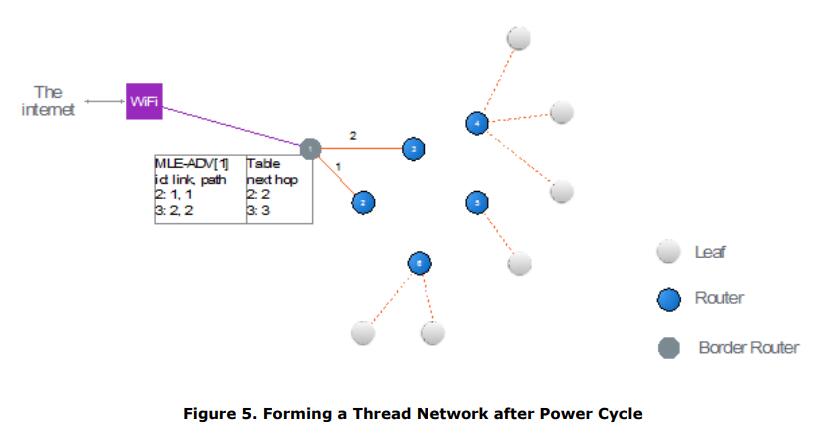 The
internet
WiFi
1
2
1
3
2
4
5
6
MLE-ADV[1] Table
id: link, path next hop
2: 1, 1 2: 2
3: 2, 2 3: 3
Leaf
Router
Border Router
Figure 5. Forming a Thread Network after Power Cycle